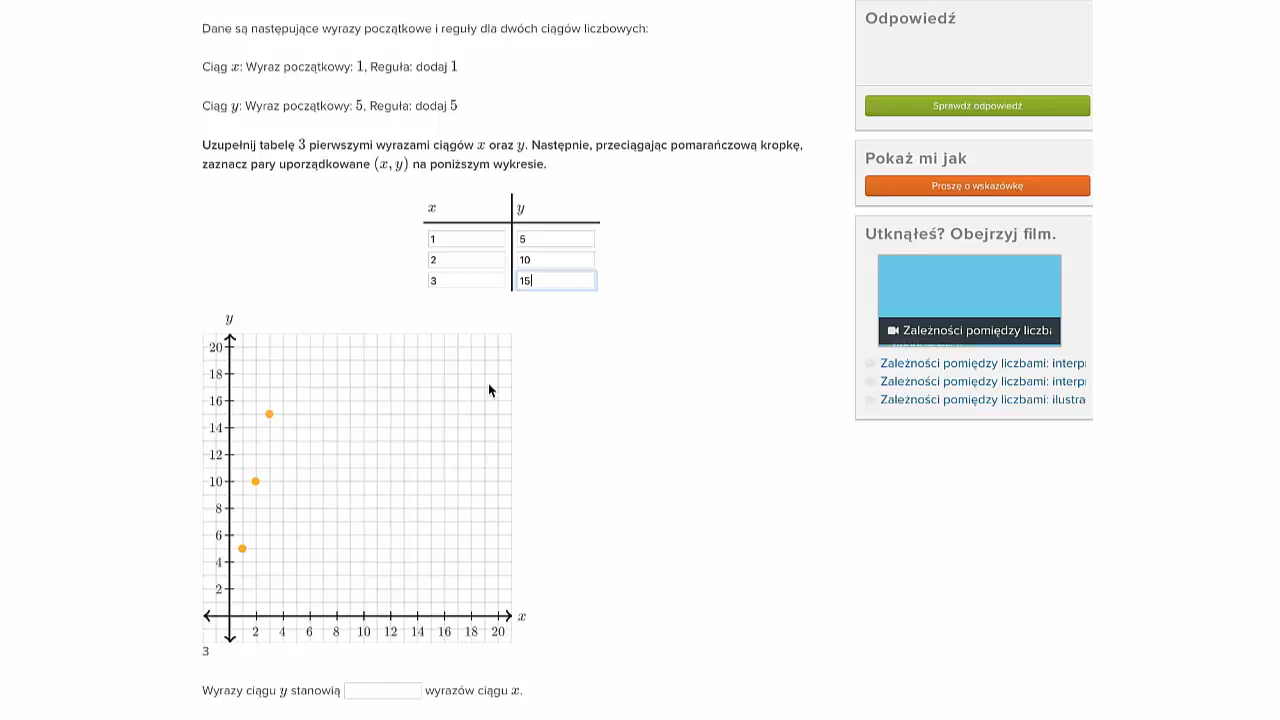 Dane są następujące wyrazy początkowe i reguły dla dwóch ciągów liczbowych:
Ciąg x: Wyraz początkowy: 1, Reguła: dodaj 1
Ciąg y: Wyraz początkowy: 5, Reguła: dodaj 5
Uzupełnij tabelę 3 pierwszymi wyrazami ciągów x oraz y. Następnie, przeciągając pomarańczową kropkę,
zaznacz pary uporządkowane (x, y) na poniższym wykresie.
x y
1 5
2 10
3 15
y
20
18
16
14
12
10
8
6
4
2
x
2 4 6 8 10 12 14 16 18 20
3
Wyrazy ciągu y stanowią wyrazów ciągu x.
Odpowiedź
Sprawdź odpowiedź
Pokaż mi jak
Proszę o wskazówkę
Utknąłeś? Obejrzyj film.
Zależności pomiędzy liczba
Zależności pomiędzy liczbami: interp
Zależności pomiędzy liczbami: interp
Zależności pomiędzy liczbami: ilustra